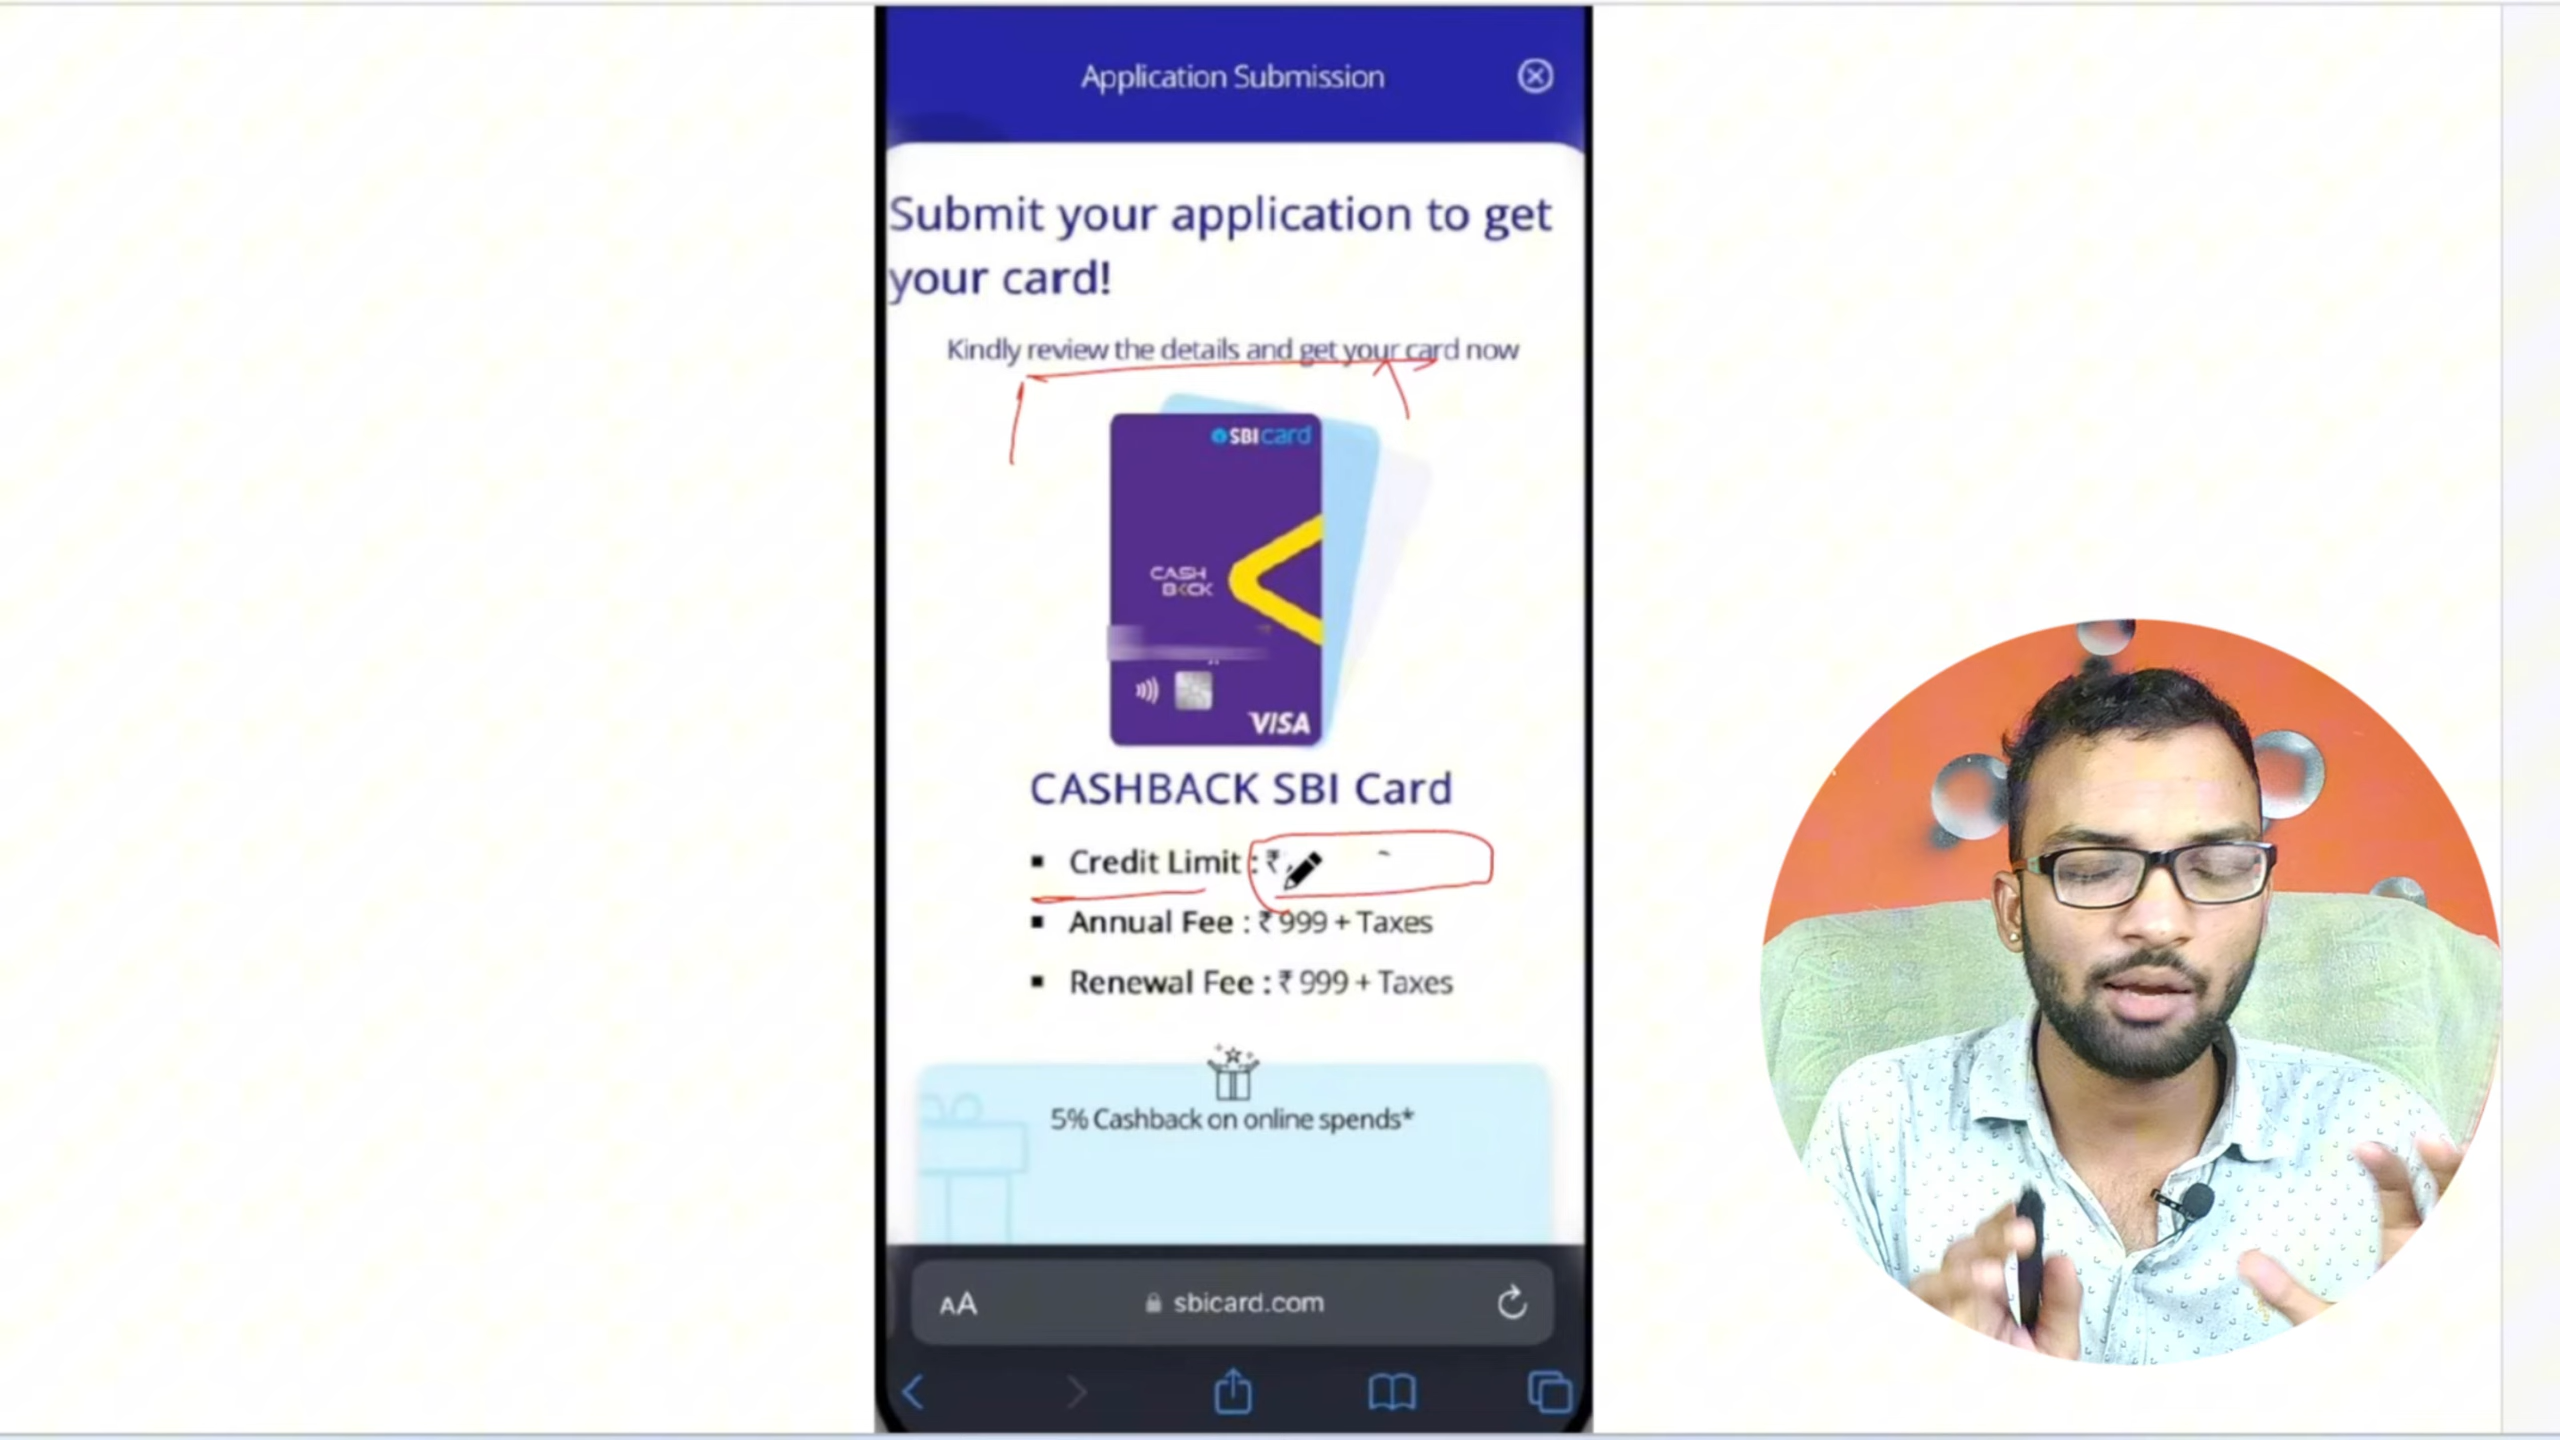 Application Submission
Submit your application to get
your card!
Kindly review the details and get your card now
SBI card
CASH
BACK
VISA
CASHBACK SBI Card
Credit Limit : ₹
Annual Fee : ₹ 999 + Taxes
Renewal Fee : ₹ 999 + Taxes
5% Cashback on online spends*
AA
sbicard.com